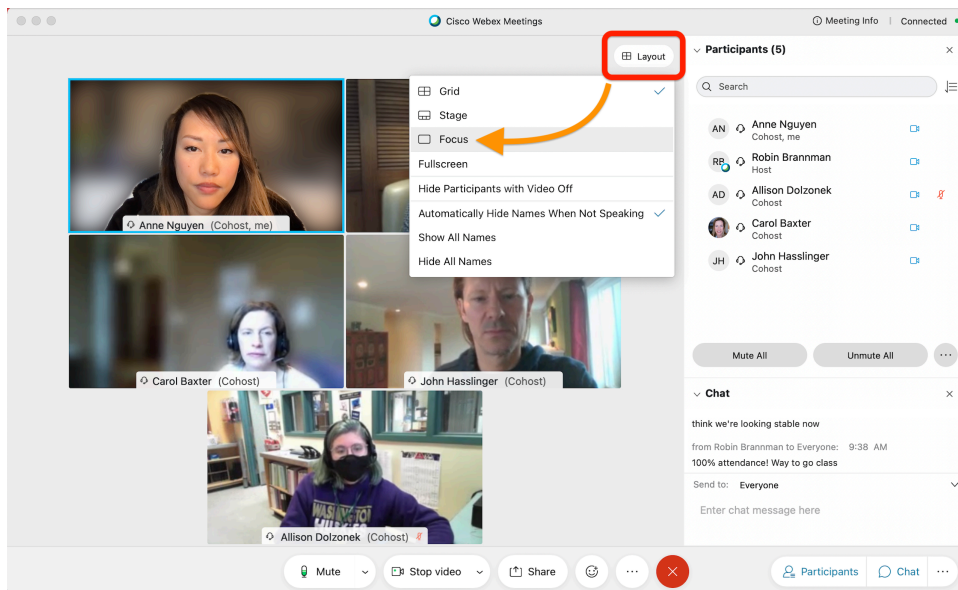 Cisco Webex Meetings
Meeting Info
Connected
Layout
Grid
Stage
Focus
Fullscreen
Hide Participants with Video Off
Automatically Hide Names When Not Speaking
Show All Names
Hide All Names
Anne Nguyen (Cohost, me)
Carol Baxter (Cohost)
John Hasslinger (Cohost)
WASHINGTON
Allison Dolzonek (Cohost)
Participants (5)
Search
AN Anne Nguyen
Cohost, me
RB Robin Brannman
Host
AD Allison Dolzonek
Cohost
Carol Baxter
Cohost
JH John Hasslinger
Cohost
Mute All
Unmute All
Chat
think we're looking stable now
from Robin Brannman to Everyone: 9:38 AM
100% attendance! Way to go class
Send to: Everyone
Enter chat message here
Mute
Stop video
Share
Participants
Chat